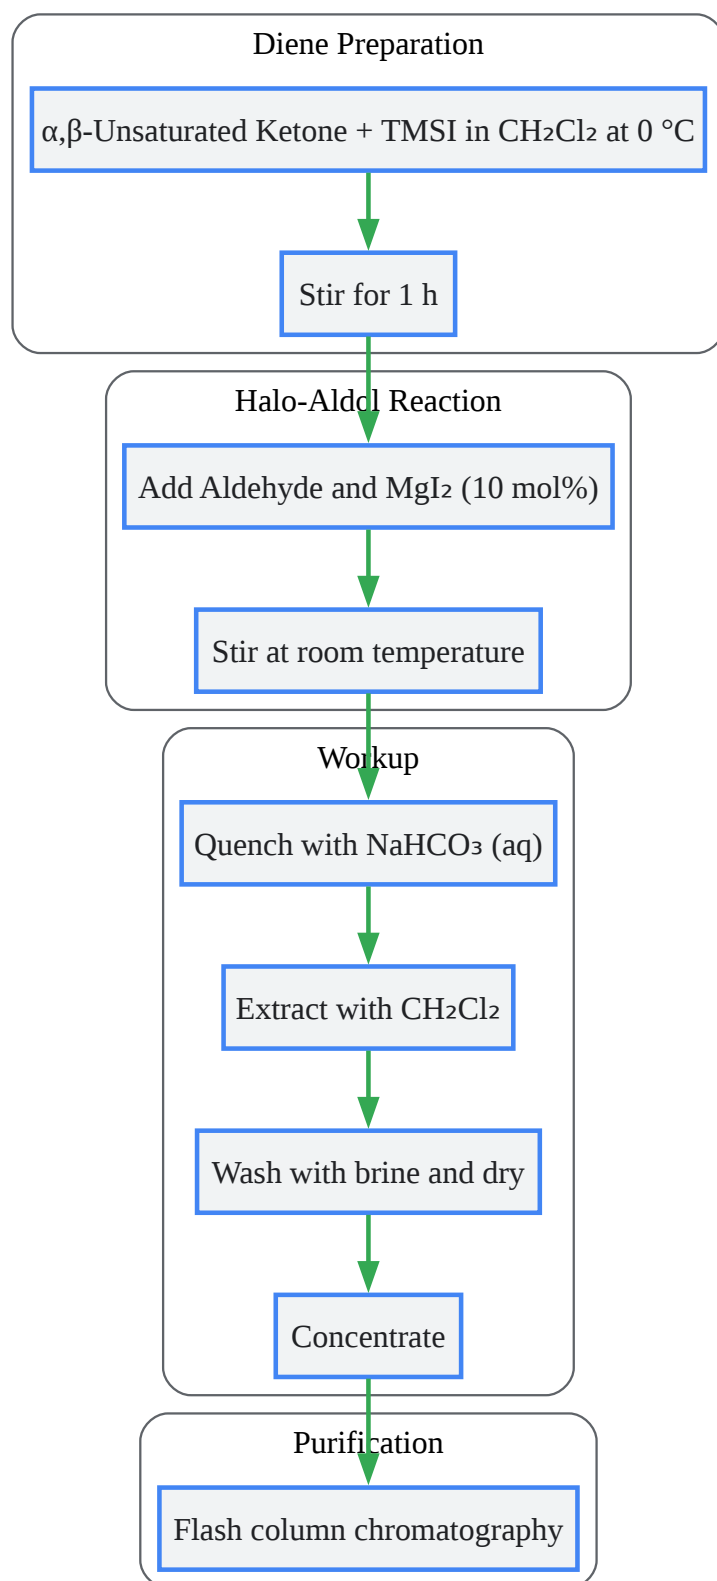 Diene Preparation
α,β-Unsaturated Ketone + TMSI in CH₂Cl₂ at 0 °C
Stir for 1 h
Halo-Aldol Reaction
Add Aldehyde and MgI₂ (10 mol%)
Stir at room temperature
Workup
Quench with NaHCO₃ (aq)
Extract with CH₂Cl₂
Wash with brine and dry
Concentrate
Purification
Flash column chromatography